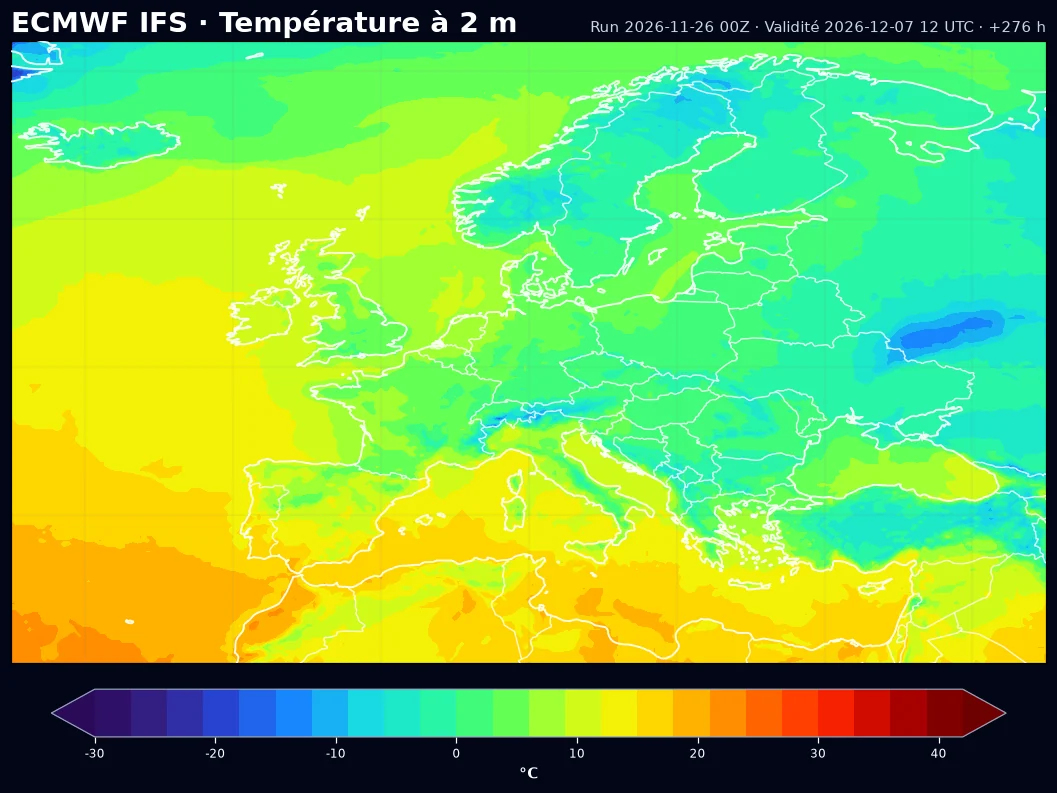 ECMWF IFS · Température à 2 m
Run 2026-11-26 00Z · Validité 2026-12-07 12 UTC · +276 h
-30 -20 -10 0 10 20 30 40
°C